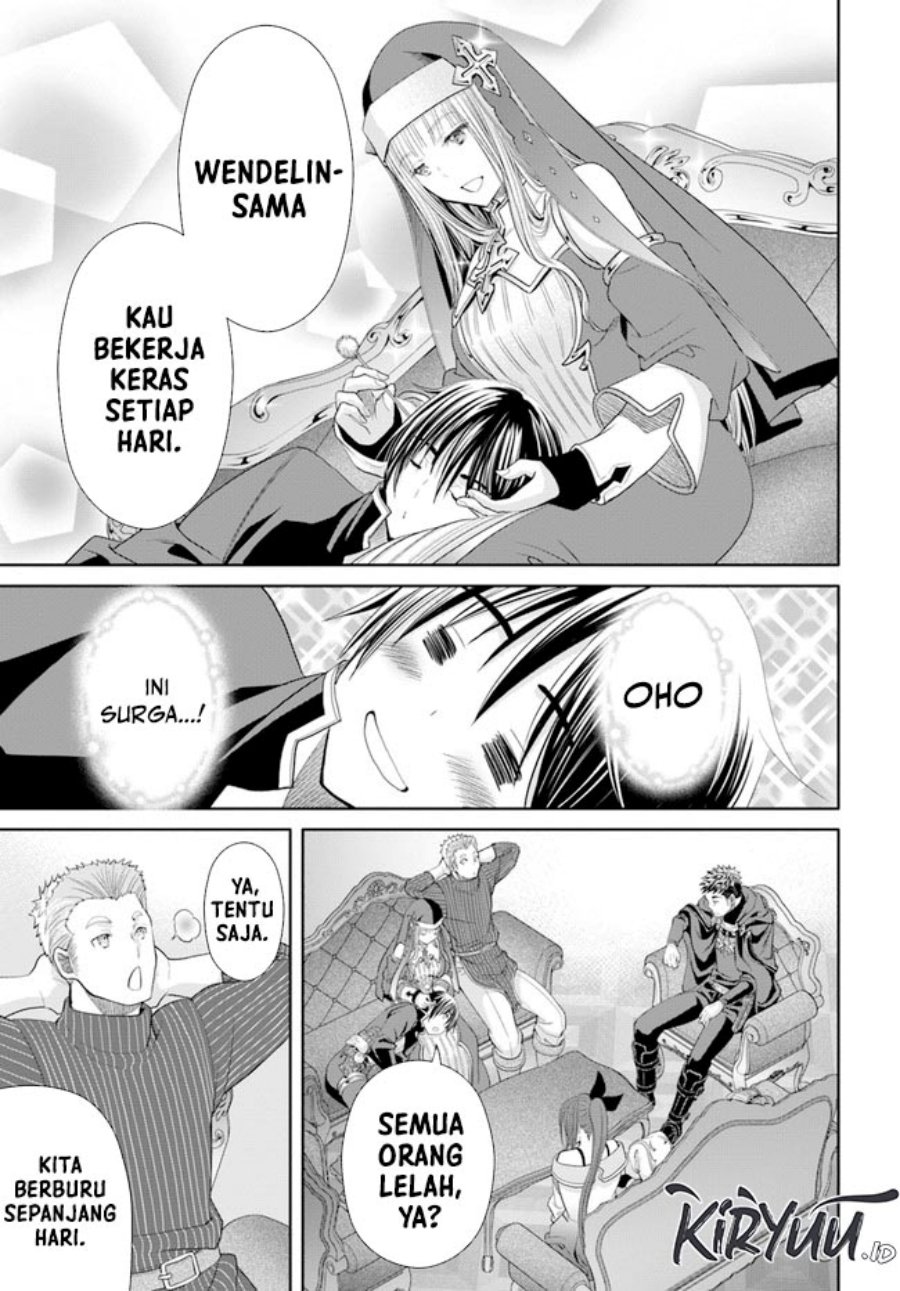 WENDELIN-
SAMA
KAU
BEKERJA
KERAS
SETIAP
HARI.
OHO
INI
SURGA...!
SEMUA
ORANG
LELAH,
YA?
YA,
TENTU
SAJA.
KITA
BERBURU
SEPANJANG
HARI.
KIRYUU.ID